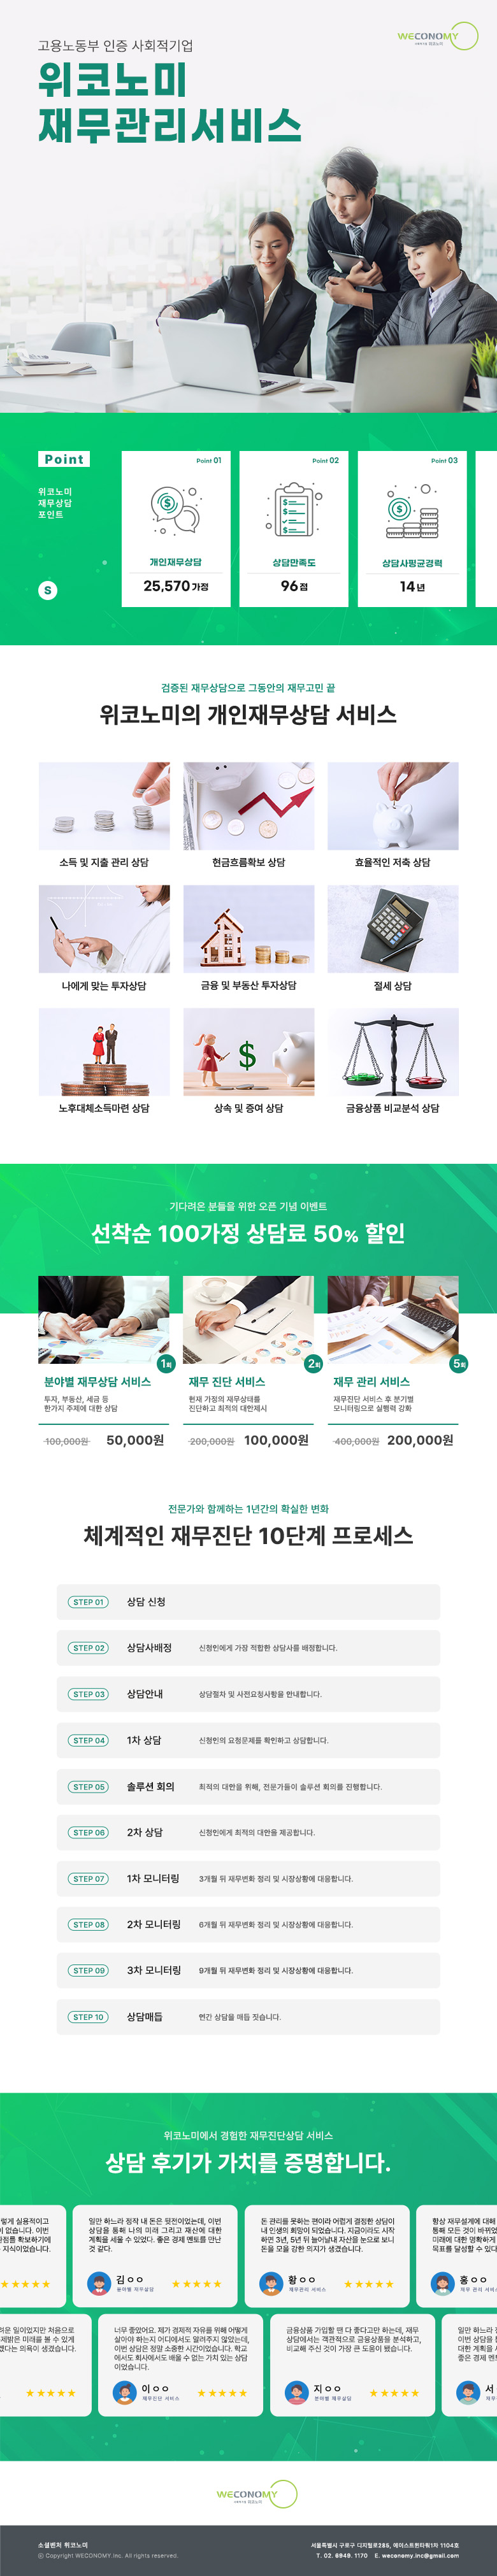 WECONOMY
고용노동부 인증 사회적기업
위코노미
재무관리서비스
Point
위코노미
재무상담
포인트
S
Point 01
개인재무상담
25,570 가정
Point 02
상담만족도
96 점
Point 03
상담사평균경력
14 년
검증된 재무상담으로 그동안의 재무고민 끝
위코노미의 개인재무상담 서비스
소득 및 지출 관리 상담
현금흐름확보 상담
효율적인 저축 상담
나에게 맞는 투자상담
금융 및 부동산 투자상담
절세 상담
노후대체소득마련 상담
상속 및 증여 상담
금융상품 비교분석 상담
기다려온 분들을 위한 오픈 기념 이벤트
선착순 100가정 상담료 50% 할인
1회
분야별 재무상담 서비스
투자, 부동산, 세금 등
한가지 주제에 대한 상담
100,000원 50,000원
2회
재무 진단 서비스
현재 가정의 재무상태를
진단하고 최적의 대안제시
200,000원 100,000원
5회
재무 관리 서비스
재무진단 서비스 후 분기별
모니터링으로 실행력 강화
400,000원 200,000원
전문가와 함께하는 1년간의 확실한 변화
체계적인 재무진단 10단계 프로세스
STEP 01 상담 신청
STEP 02 상담사배정 신청인에게 가장 적합한 상담사를 배정합니다.
STEP 03 상담안내 상담절차 및 사전요청사항을 안내합니다.
STEP 04 1차 상담 신청인의 요청문제를 확인하고 상담합니다.
STEP 05 솔루션 회의 최적의 대안을 위해, 전문가들이 솔루션 회의를 진행합니다.
STEP 06 2차 상담 신청인에게 최적의 대안을 제공합니다.
STEP 07 1차 모니터링 3개월 뒤 재무변화 정리 및 시장상황에 대응합니다.
STEP 08 2차 모니터링 6개월 뒤 재무변화 정리 및 시장상황에 대응합니다.
STEP 09 3차 모니터링 9개월 뒤 재무변화 정리 및 시장상황에 대응합니다.
STEP 10 상담매듭 연간 상담을 매듭 짓습니다.
위코노미에서 경험한 재무진단상담 서비스
상담 후기가 가치를 증명합니다.
렇게 실용적이고
이 없습니다. 이번
관점를 확보하기에
지식이었습니다.
일만 하느라 정작 내 돈은 뒷전이었는데, 이번
상담을 통해 나의 미래 그리고 재산에 대한
계획을 세울 수 있었다. 좋은 경제 멘토를 만난
것 같다.
김ㅇㅇ
분야별 재무상담
돈 관리를 못하는 편이라 어렵게 결정한 상담이
내 인생의 희망이 되었습니다. 지금이라도 시작
하면 3년, 5년 뒤 늘어날내 자산을 눈으로 보니
돈을 모을 강한 의지가 생겼습니다.
황ㅇㅇ
재무관리 서비스
항상 재무설계에 대해
통해 모든 것이 바뀌었
미래에 대한 명확하게
목표를 달성할 수 있다
홍ㅇㅇ
재무 관리 서비스
려운 일이었지만 처음으로
제밝은 미래를 볼 수 있게
겠다는 의욕이 생겼습니다.
너무 좋았어요. 제가 경제적 자유를 위해 어떻게
살아야 하는지 어디에서도 알려주지 않았는데,
이번 상담은 정말 소중한 시간이었습니다. 학교
에서도 회사에서도 배울 수 없는 가치 있는 상담
이었습니다.
이ㅇㅇ
재무진단 서비스
금융상품 가입할 땐 다 좋다고만 하는데, 재무
상담에서는 객관적으로 금융상품을 분석하고,
비교해 주신 것이 가장 큰 도움이 됐습니다.
지ㅇㅇ
분야별 재무상담
일만 하느라 정
이번 상담을 통
대한 계획을 세
좋은 경제 멘토
서
재무
WECONOMY
소셜벤처 위코노미
ⓒ Copyright WECONOMY.Inc. All rights reserved.
서울특별시 구로구 디지털로285, 에이스트윈타워1차 1104호
T. 02. 6949. 1170 E. weconomy.inc@gmail.com